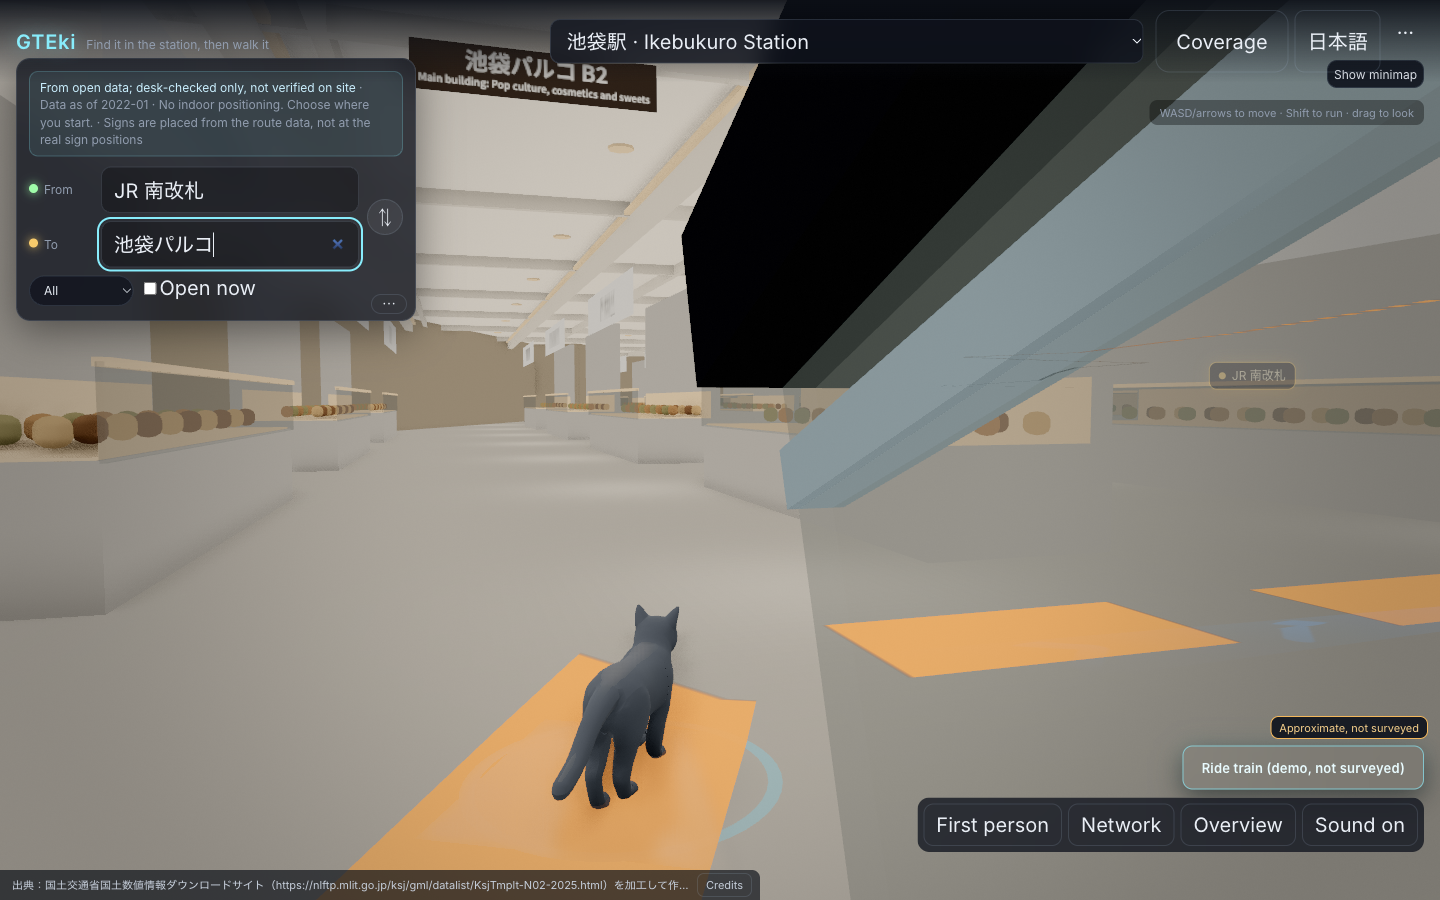 GTEki Find it in the station, then walk it
池袋駅 · Ikebukuro Station
Coverage
日本語
...
Show minimap
WASD/arrows to move · Shift to run · drag to look
池袋パルコ B2
Main building: Pop culture, cosmetics and sweets
From open data; desk-checked only, not verified on site ·
Data as of 2022-01 · No indoor positioning. Choose where
you start. · Signs are placed from the route data, not at the
real sign positions
From JR 南改札
To 池袋パルコ
All Open now
...
JR 南改札
Approximate, not surveyed
Ride train (demo, not surveyed)
First person Network Overview Sound on
出典：国土交通省国土数値情報ダウンロードサイト（https://nlftp.mlit.go.jp/ksj/gml/datalist/KsjTmplt-N02-2025.html）を加工して作... Credits